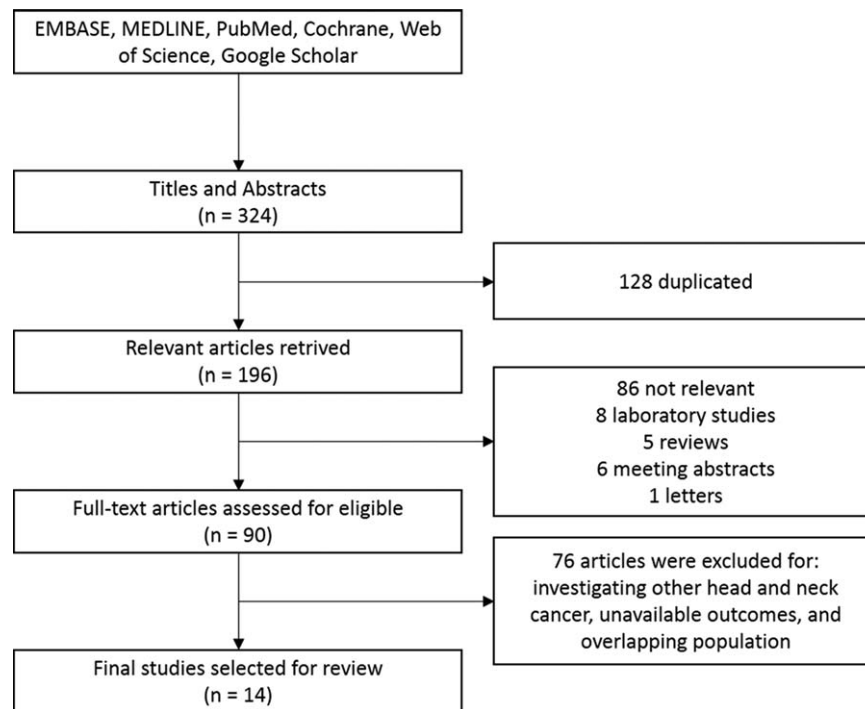 EMBASE, MEDLINE, PubMed, Cochrane, Web
of Science, Google Scholar
Titles and Abstracts
(n = 324)
128 duplicated
Relevant articles retrived
(n = 196)
86 not relevant
8 laboratory studies
5 reviews
6 meeting abstracts
1 letters
Full-text articles assessed for eligible
(n = 90)
76 articles were excluded for:
investigating other head and neck
cancer, unavailable outcomes, and
overlapping population
Final studies selected for review
(n = 14)